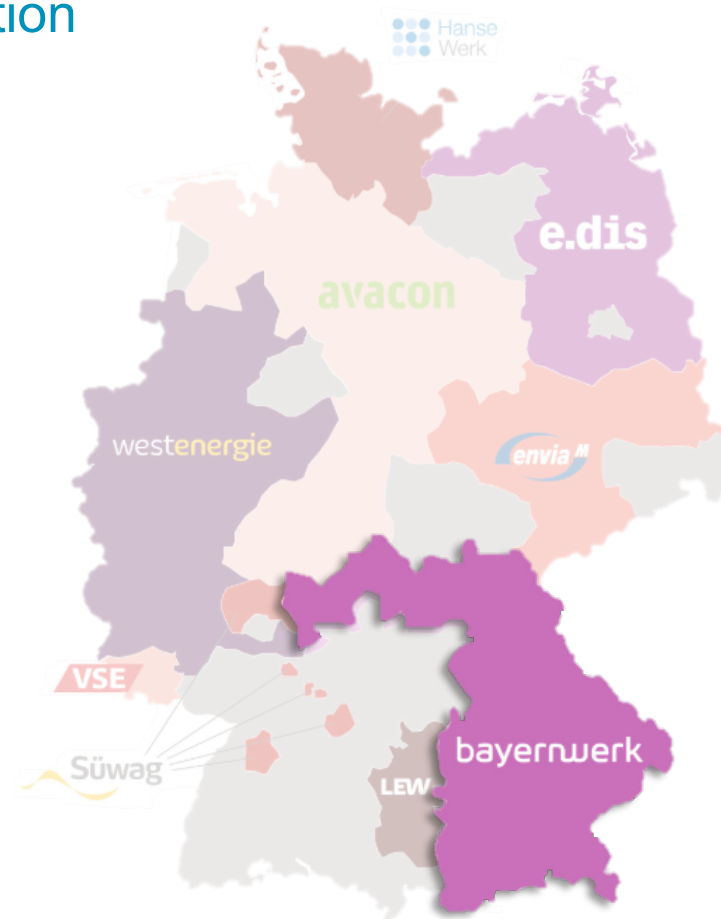 tion
Hanse
Werk
e.dis
avacon
westenergie
envia M
VSE
bayernwerk
Süwag
LEW